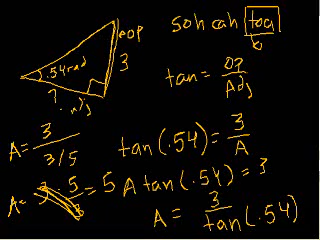 soh cah toa
.54 rad
opp
3
?
adj
tan = op/Adj
A = 3 / 3/5
tan(.54) = 3/A
= 5
A tan(.54) = 3
A = 3/tan(.54)